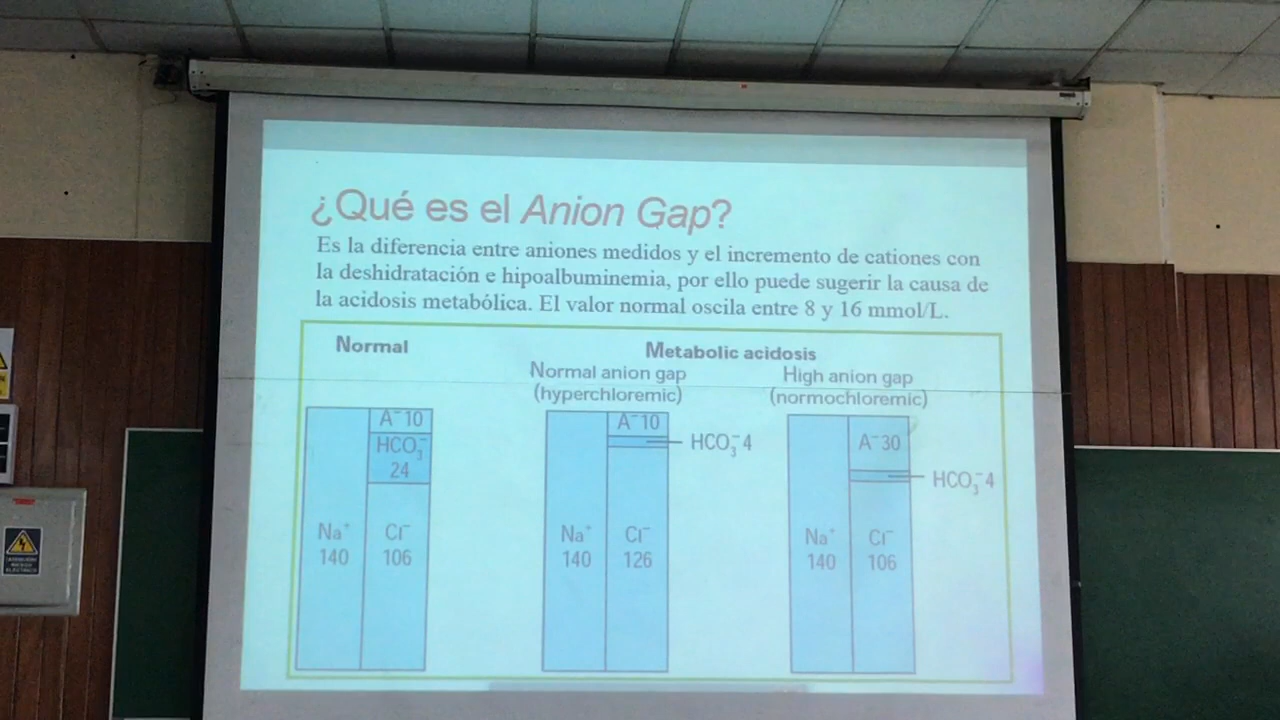 ¿Qué es el Anion Gap?
Es la diferencia entre aniones medidos y el incremento de cationes con
la deshidratación e hipoalbuminemia, por ello puede sugerir la causa de
la acidosis metabólica. El valor normal oscila entre 8 y 16 mmol/L.
Normal
Metabolic acidosis
Normal anion gap
(hyperchloremic)
High anion gap
(normochloremic)
A⁻ 10
HCO₃⁻
24
Na⁺
140
Cl⁻
106
A⁻ 10
HCO₃⁻ 4
Na⁺
140
Cl⁻
126
A⁻ 30
HCO₃⁻ 4
Na⁺
140
Cl⁻
106